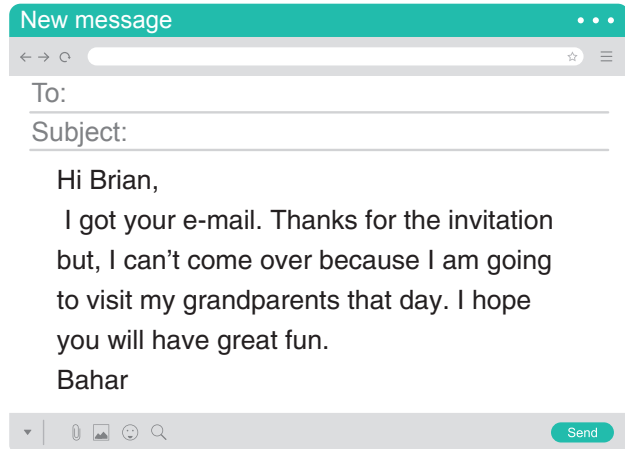 New message
To:
Subject:
Hi Brian,
I got your e-mail. Thanks for the invitation
but, I can’t come over because I am going
to visit my grandparents that day. I hope
you will have great fun.
Bahar
Send